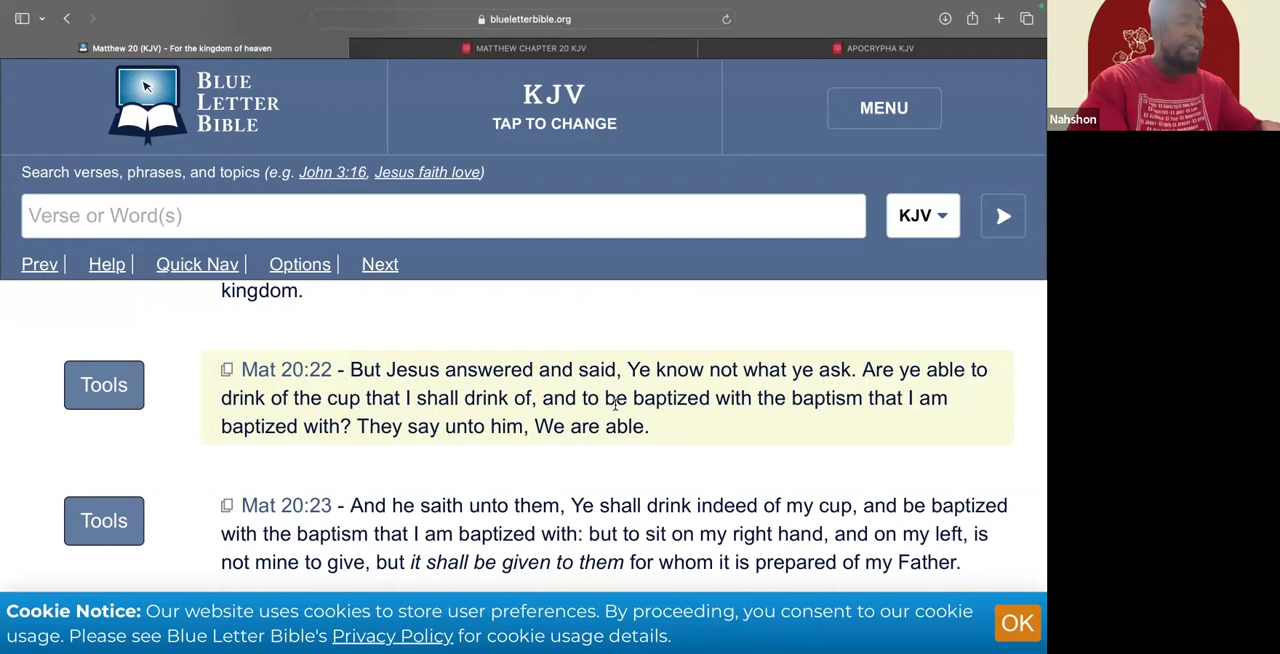 blueletterbible.org
Matthew 20 (KJV) - For the kingdom of heaven
MATTHEW CHAPTER 20 KJV
APOCRYPHA KJV
BLUE
LETTER
BIBLE
KJV
TAP TO CHANGE
MENU
Nahshon
Search verses, phrases, and topics (e.g. John 3:16, Jesus faith love)
Verse or Word(s)
KJV
Prev | Help | Quick Nav | Options | Next
kingdom.
Tools
Mat 20:22 - But Jesus answered and said, Ye know not what ye ask. Are ye able to
drink of the cup that I shall drink of, and to be baptized with the baptism that I am
baptized with? They say unto him, We are able.
Tools
Mat 20:23 - And he saith unto them, Ye shall drink indeed of my cup, and be baptized
with the baptism that I am baptized with: but to sit on my right hand, and on my left, is
not mine to give, but it shall be given to them for whom it is prepared of my Father.
Cookie Notice: Our website uses cookies to store user preferences. By proceeding, you consent to our cookie
usage. Please see Blue Letter Bible's Privacy Policy for cookie usage details.
OK